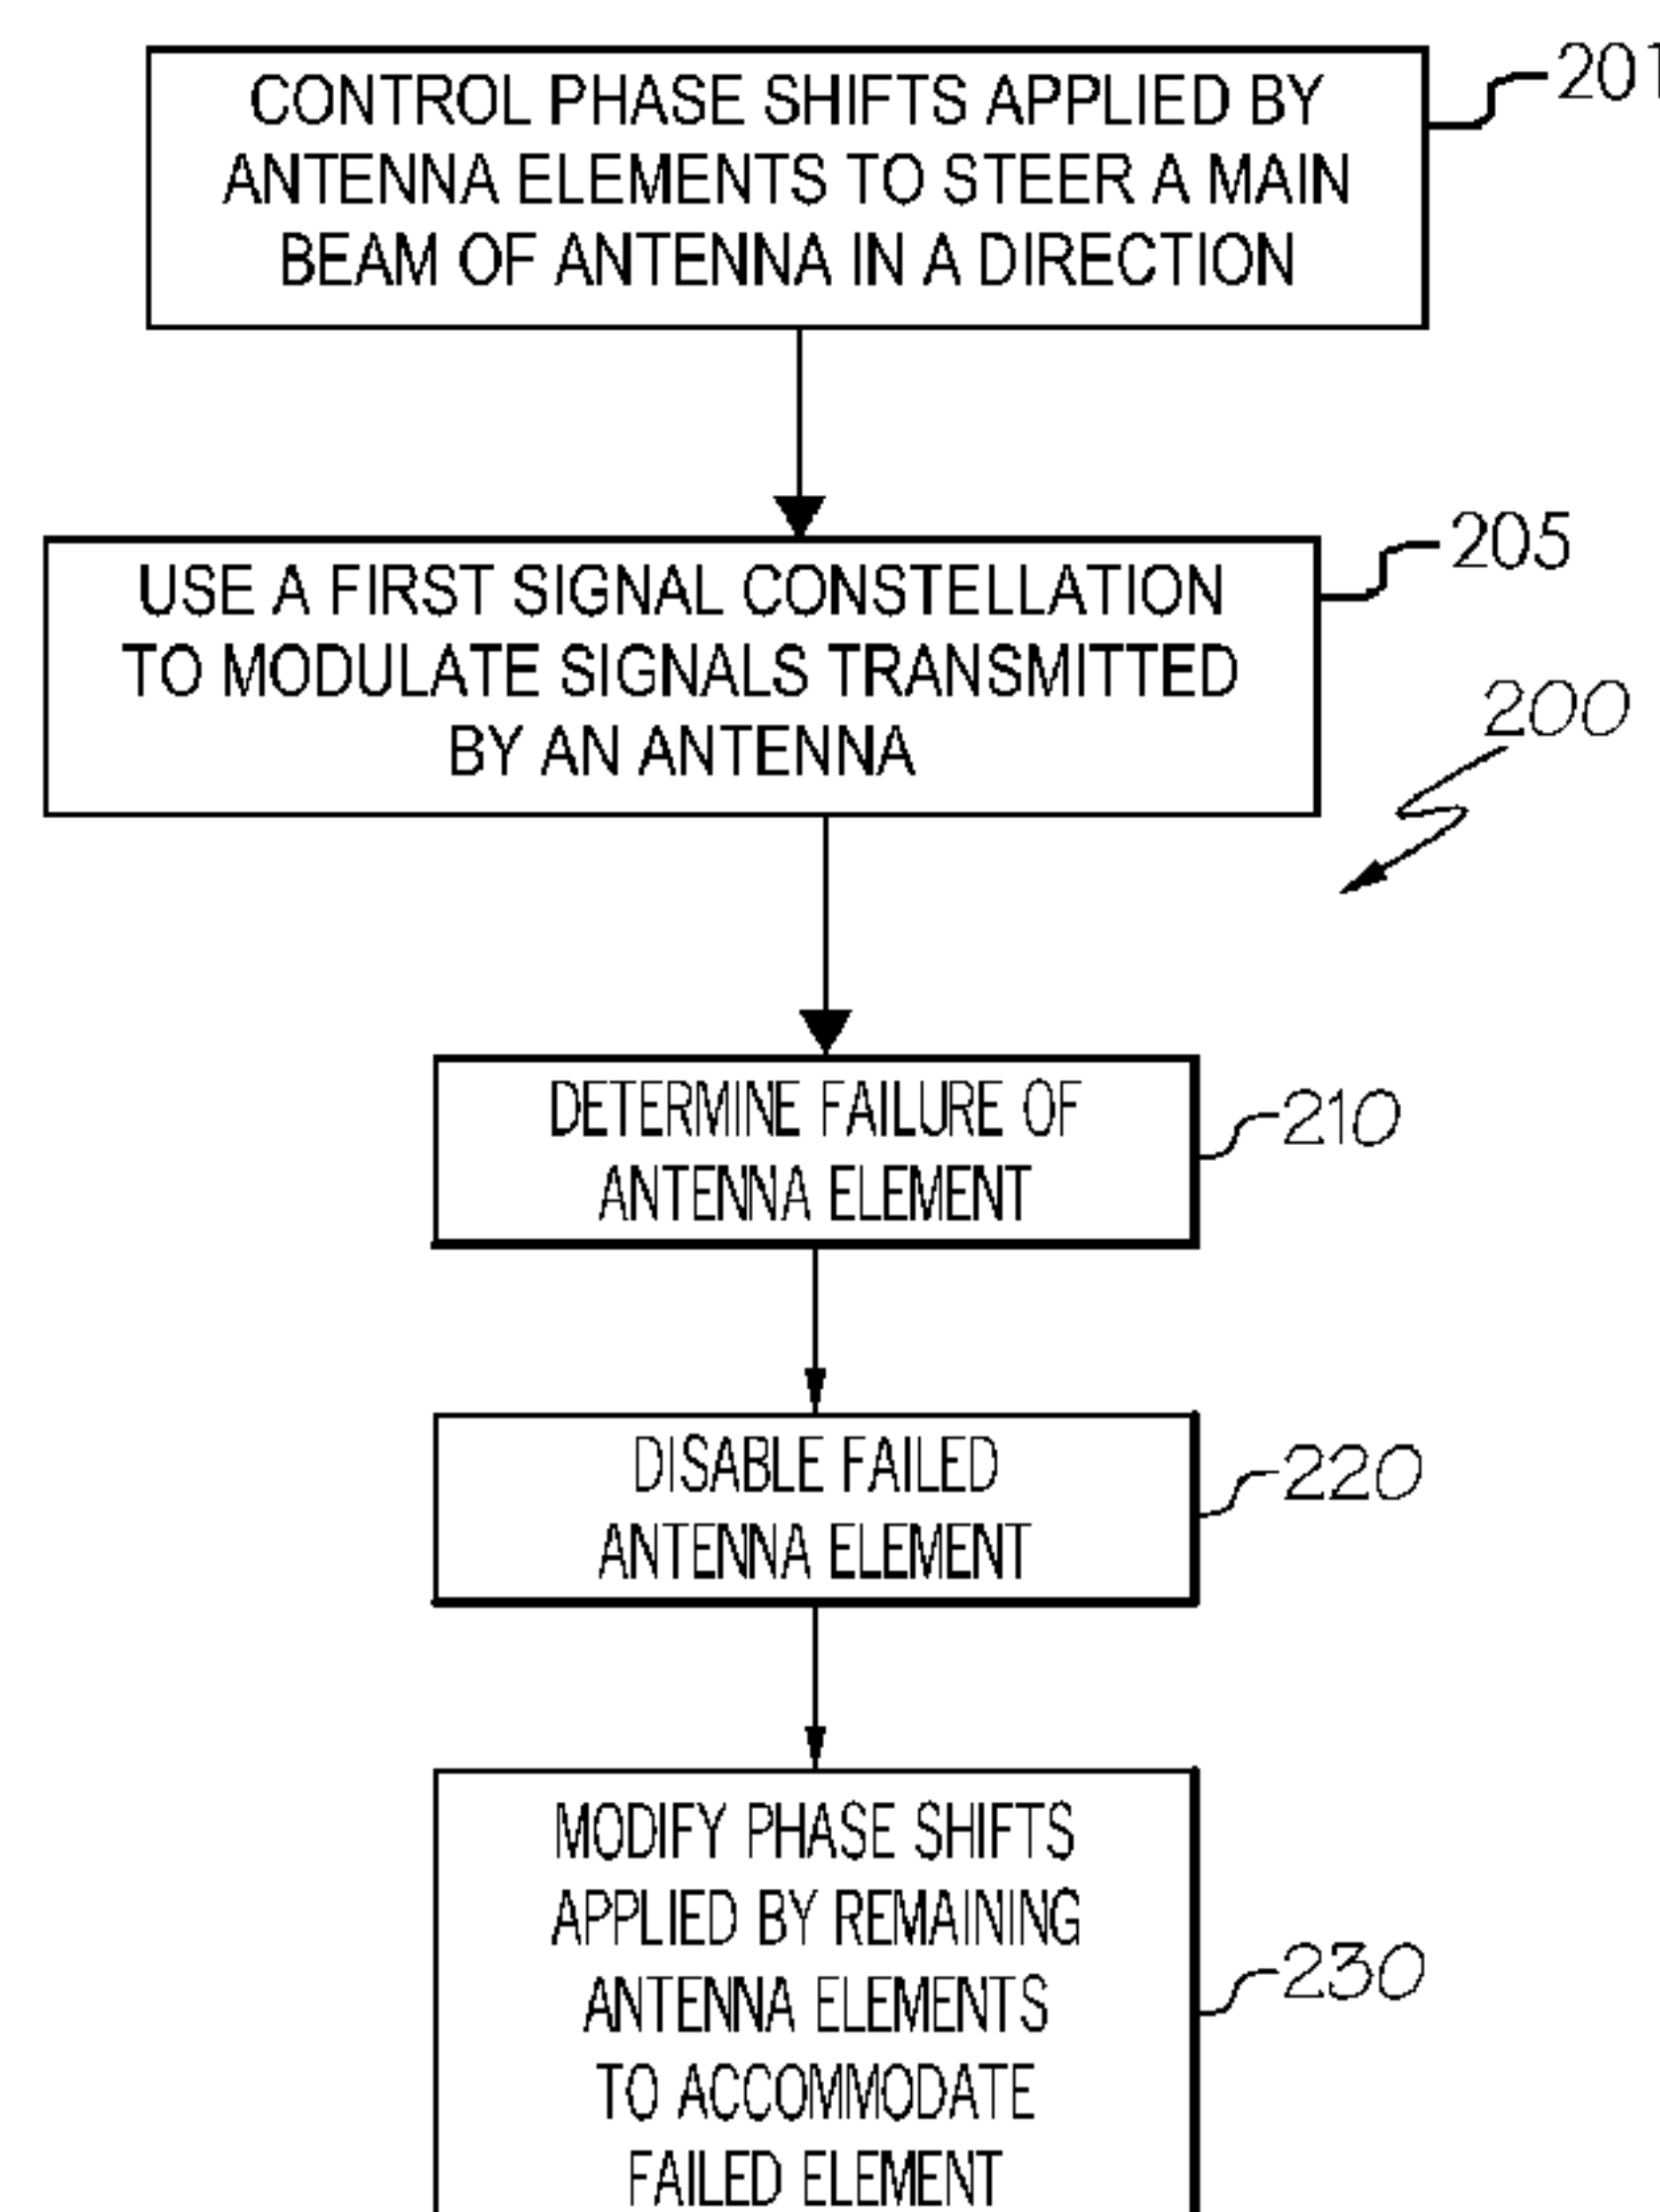 CONTROL PHASE SHIFTS APPLIED BY
ANTENNA ELEMENTS TO STEER A MAIN
BEAM OF ANTENNA IN A DIRECTION
201
USE A FIRST SIGNAL CONSTELLATION
TO MODULATE SIGNALS TRANSMITTED
BY AN ANTENNA
205
200
DETERMINE FAILURE OF
ANTENNA ELEMENT
210
DISABLE FAILED
ANTENNA ELEMENT
220
MODIFY PHASE SHIFTS
APPLIED BY REMAINING
ANTENNA ELEMENTS
TO ACCOMMODATE
FAILED ELEMENT
230